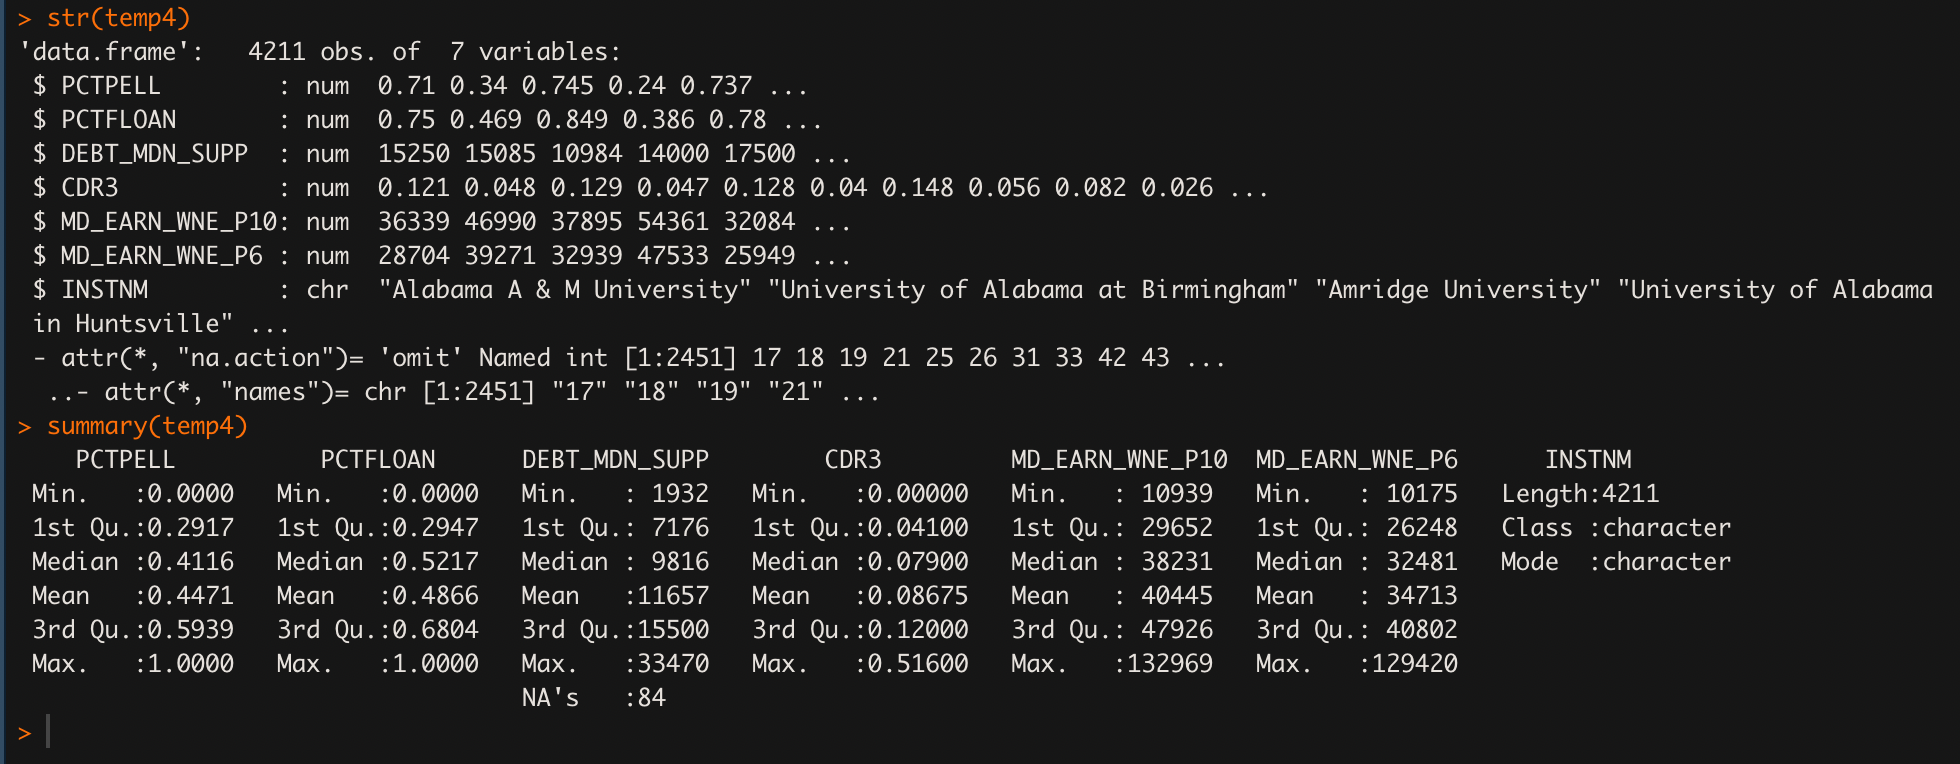 > str(temp4)
'data.frame':   4211 obs. of  7 variables:
 $ PCTPELL        : num  0.71 0.34 0.745 0.24 0.737 ...
 $ PCTFLOAN       : num  0.75 0.469 0.849 0.386 0.78 ...
 $ DEBT_MDN_SUPP  : num  15250 15085 10984 14000 17500 ...
 $ CDR3           : num  0.121 0.048 0.129 0.047 0.128 0.04 0.148 0.056 0.082 0.026 ...
 $ MD_EARN_WNE_P10: num  36339 46990 37895 54361 32084 ...
 $ MD_EARN_WNE_P6 : num  28704 39271 32939 47533 25949 ...
 $ INSTNM         : chr  "Alabama A & M University" "University of Alabama at Birmingham" "Amridge University" "University of Alabama
 in Huntsville" ...
 - attr(*, "na.action")= 'omit' Named int [1:2451] 17 18 19 21 25 26 31 33 42 43 ...
  ..- attr(*, "names")= chr [1:2451] "17" "18" "19" "21" ...
> summary(temp4)
    PCTPELL          PCTFLOAN      DEBT_MDN_SUPP        CDR3         MD_EARN_WNE_P10  MD_EARN_WNE_P6      INSTNM
 Min.   :0.0000   Min.   :0.0000   Min.   : 1932   Min.   :0.00000   Min.   : 10939   Min.   : 10175   Length:4211
 1st Qu.:0.2917   1st Qu.:0.2947   1st Qu.: 7176   1st Qu.:0.04100   1st Qu.: 29652   1st Qu.: 26248   Class :character
 Median :0.4116   Median :0.5217   Median : 9816   Median :0.07900   Median : 38231   Median : 32481   Mode  :character
 Mean   :0.4471   Mean   :0.4866   Mean   :11657   Mean   :0.08675   Mean   : 40445   Mean   : 34713
 3rd Qu.:0.5939   3rd Qu.:0.6804   3rd Qu.:15500   3rd Qu.:0.12000   3rd Qu.: 47926   3rd Qu.: 40802
 Max.   :1.0000   Max.   :1.0000   Max.   :33470   Max.   :0.51600   Max.   :132969   Max.   :129420
                                   NA's   :84
>